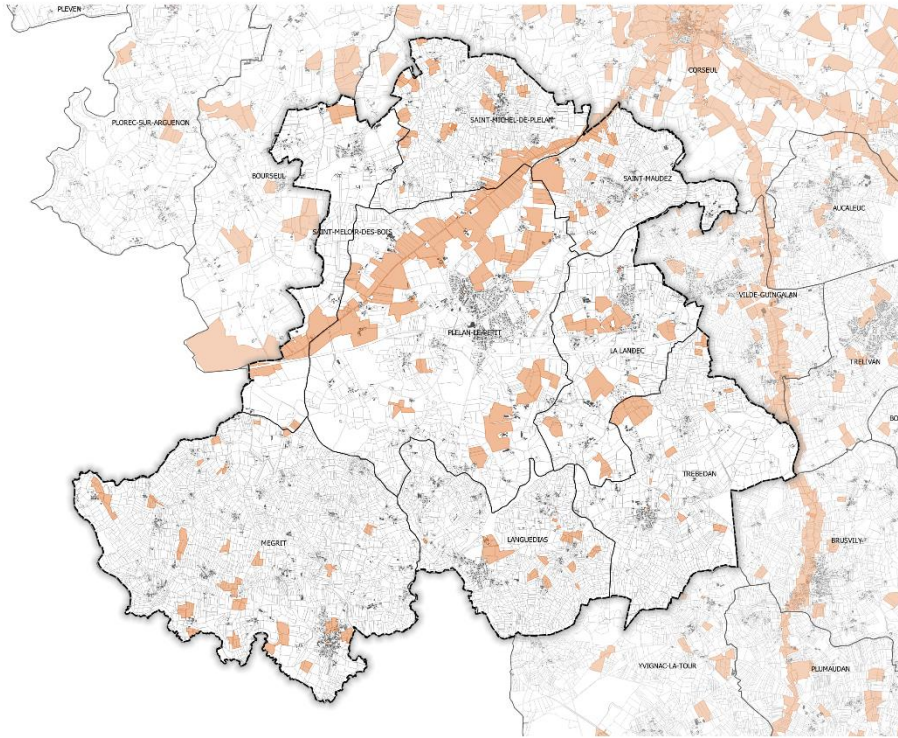 PLEVEN
CORSEUL
PLOREC-SUR-ARGUENON
SAINT-MICHEL-DE-PLELAN
BOURSEUL
SAINT-MAUDEZ
AUCALEUC
SAINT-MELOIR-DES-BOIS
VILDE-GUINGALAN
PLELAN-LE-PETIT
LA LANDEC
TRELIVAN
BO
TREBEDAN
MEGRIT
LANGUEDIAS
BRUSVILY
YVIGNAC-LA-TOUR
PLUMAUDAN